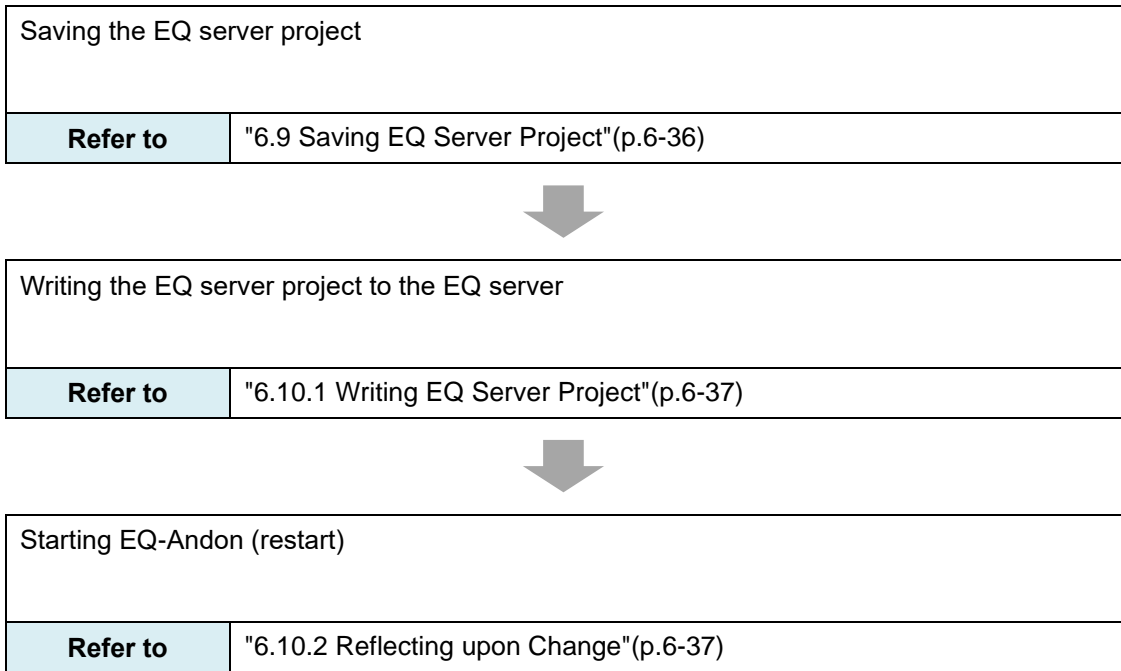 Saving the EQ server project
Refer to "6.9 Saving EQ Server Project"(p.6-36)
Writing the EQ server project to the EQ server
Refer to "6.10.1 Writing EQ Server Project"(p.6-37)
Starting EQ-Andon (restart)
Refer to "6.10.2 Reflecting upon Change"(p.6-37)